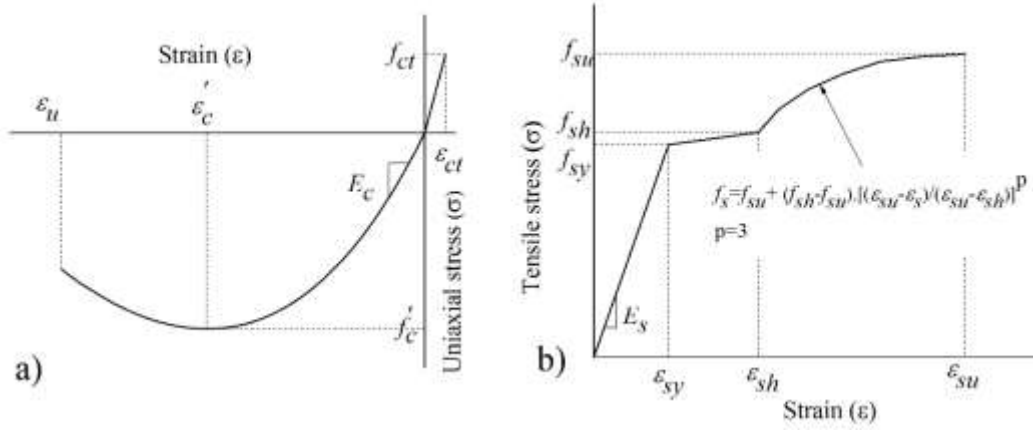 Strain (ε)
f_ct
ε_u
ε'_c
ε_ct
E_c
f'_c
Uniaxial stress (σ)
a)
f_su
f_sh
f_sy
Tensile stress (σ)
f_s=f_su+ (f_sh-f_su).[(ε_su-ε_s)/(ε_su-ε_sh)]^p
p=3
E_s
b)
ε_sy
ε_sh
ε_su
Strain (ε)